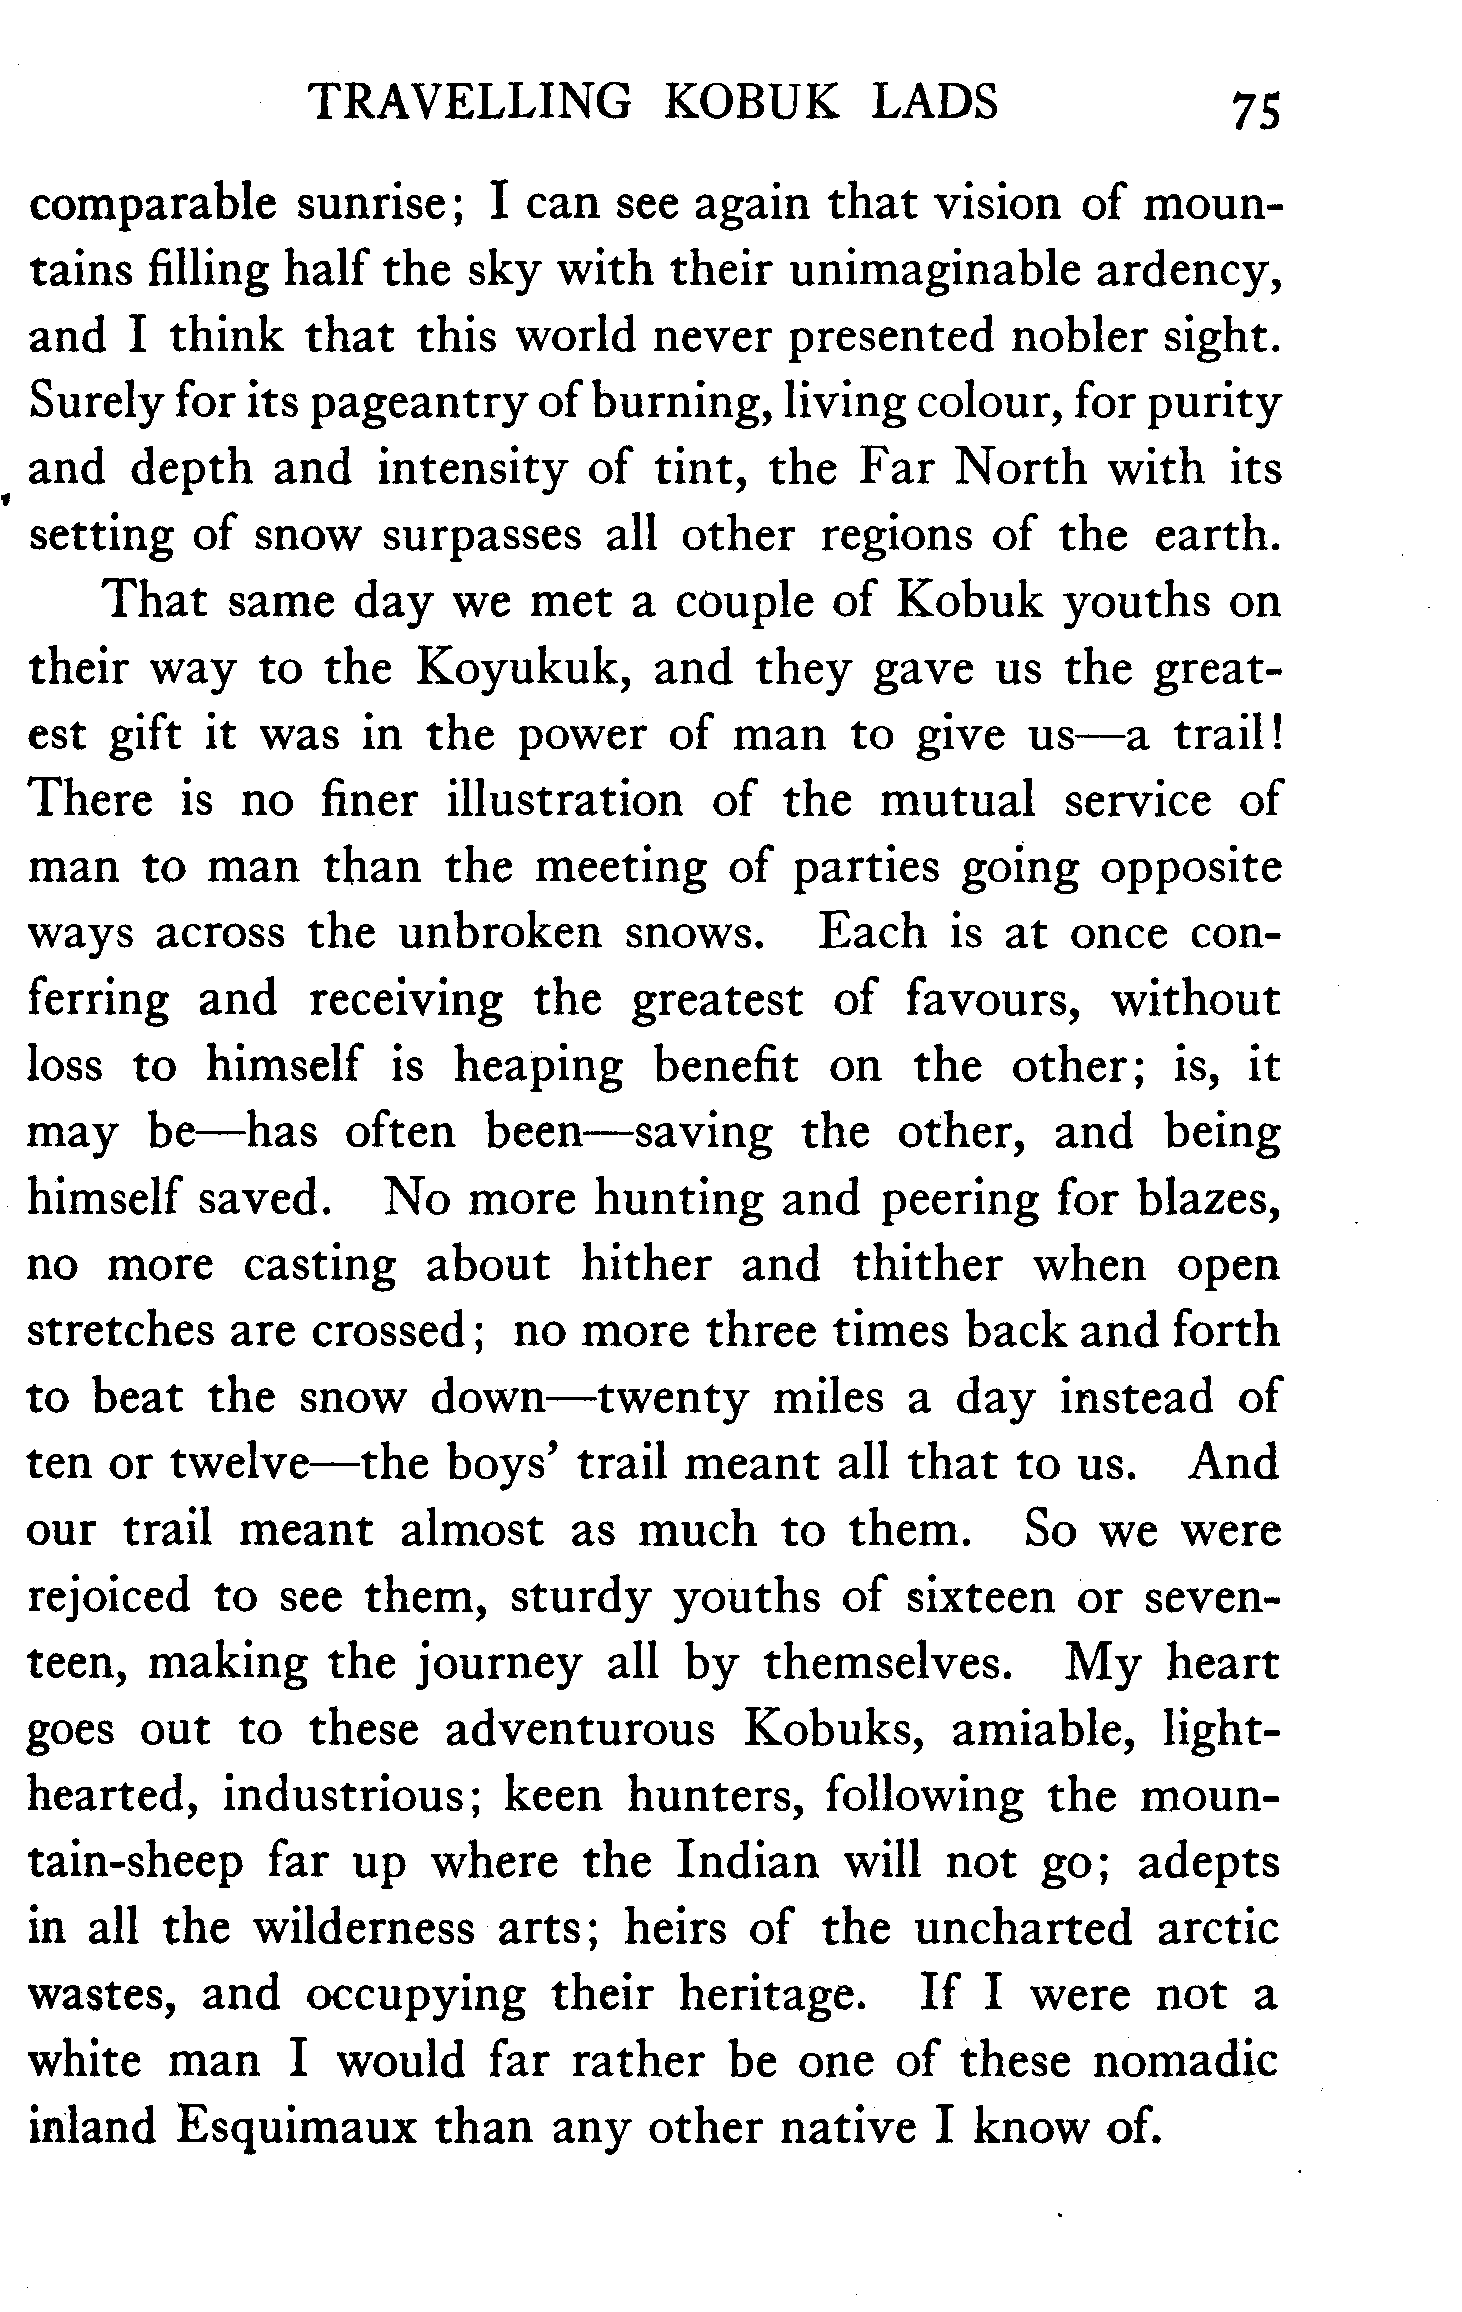 TRAVELLING KOBUK LADS 75
comparable sunrise; I can see again that vision of moun-
tains filling half the sky with their unimaginable ardency,
and I think that this world never presented nobler sight.
Surely for its pageantry of burning, living colour, for purity
and depth and intensity of tint, the Far North with its
setting of snow surpasses all other regions of the earth.
That same day we met a couple of Kobuk youths on
their way to the Koyukuk, and they gave us the great-
est gift it was in the power of man to give us—a trail!
There is no finer illustration of the mutual service of
man to man than the meeting of parties going opposite
ways across the unbroken snows. Each is at once con-
ferring and receiving the greatest of favours, without
loss to himself is heaping benefit on the other; is, it
may be—has often been—saving the other, and being
himself saved. No more hunting and peering for blazes,
no more casting about hither and thither when open
stretches are crossed; no more three times back and forth
to beat the snow down—twenty miles a day instead of
ten or twelve—the boys' trail meant all that to us. And
our trail meant almost as much to them. So we were
rejoiced to see them, sturdy youths of sixteen or seven-
teen, making the journey all by themselves. My heart
goes out to these adventurous Kobuks, amiable, light-
hearted, industrious; keen hunters, following the moun-
tain-sheep far up where the Indian will not go; adepts
in all the wilderness arts; heirs of the uncharted arctic
wastes, and occupying their heritage. If I were not a
white man I would far rather be one of these nomadic
inland Esquimaux than any other native I know of.